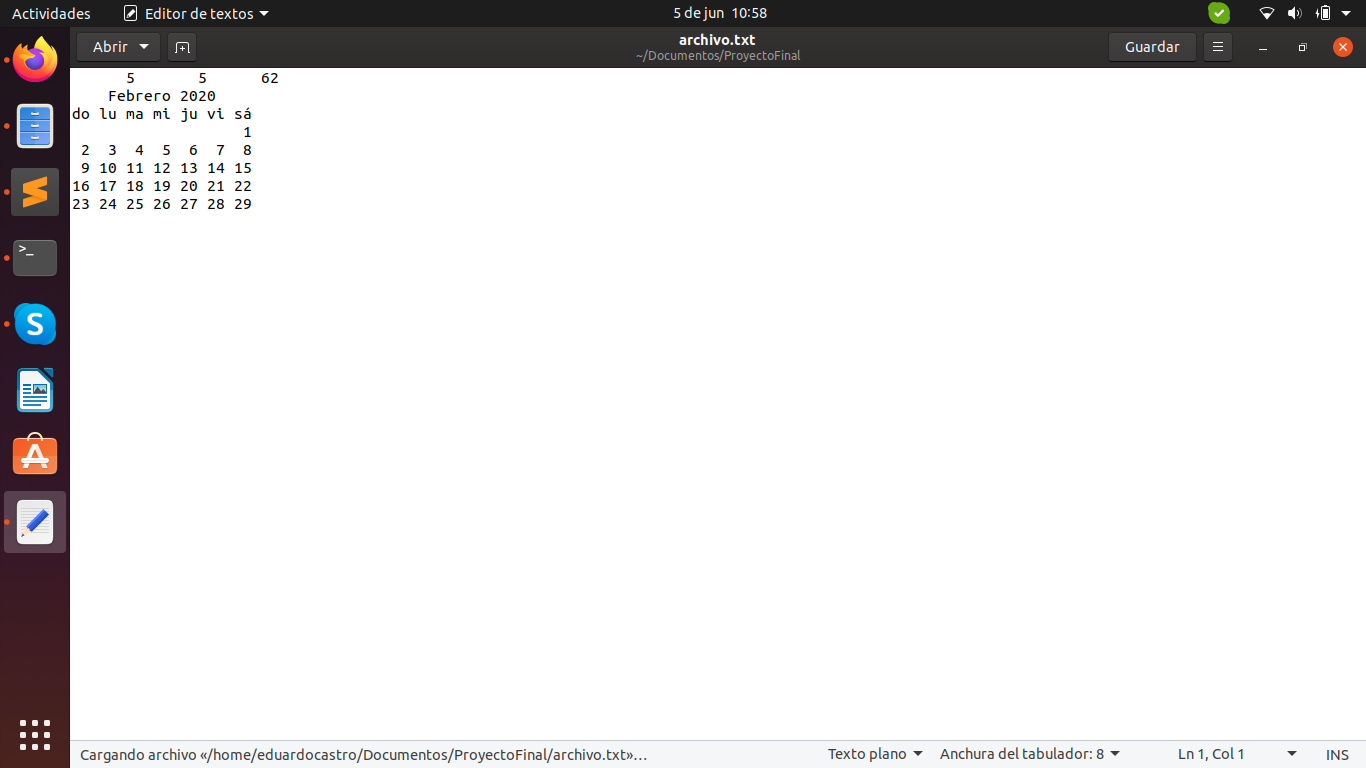 Actividades Editor de textos 5 de jun 10:58
Abrir archivo.txt Guardar
~/Documentos/ProyectoFinal
      5       5      62
    Febrero 2020
do lu ma mi ju vi sá
                   1
 2  3  4  5  6  7  8
 9 10 11 12 13 14 15
16 17 18 19 20 21 22
23 24 25 26 27 28 29
>_
S
A
Cargando archivo «/home/eduardocastro/Documentos/ProyectoFinal/archivo.txt»… Texto plano Anchura del tabulador: 8 Ln 1, Col 1 INS